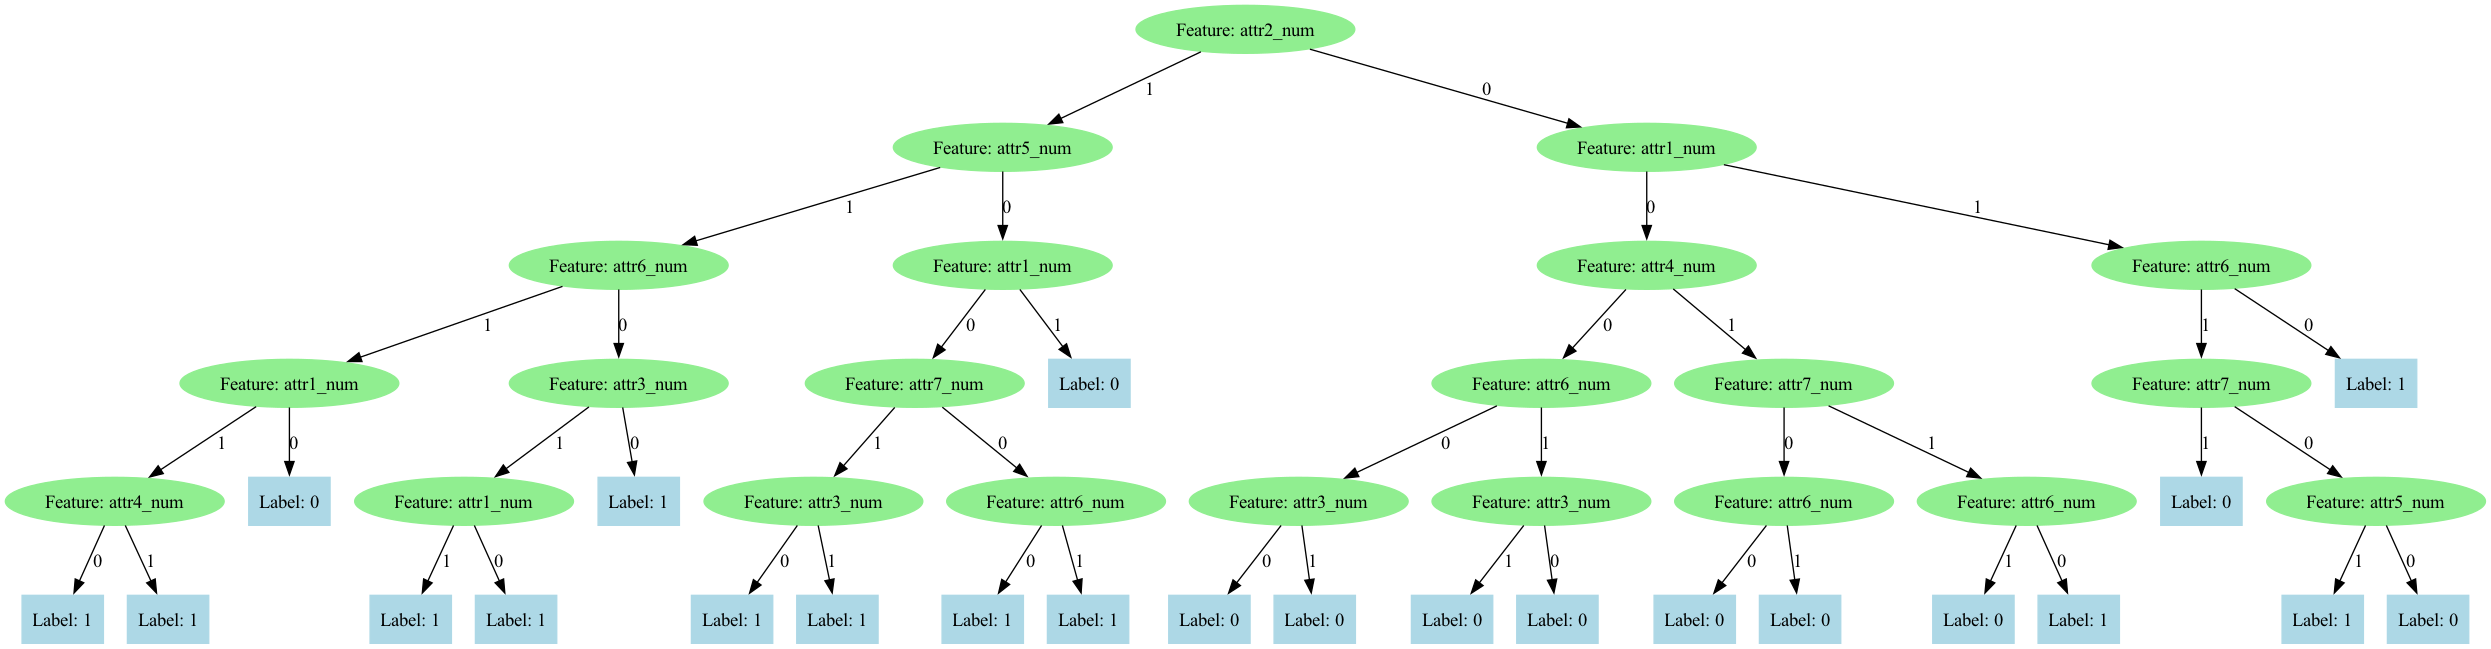 Feature: attr2_num
1
0
Feature: attr5_num
Feature: attr1_num
1
0
0
1
Feature: attr6_num
Feature: attr1_num
Feature: attr4_num
Feature: attr6_num
1
0
0
1
0
1
1
0
Feature: attr1_num
Feature: attr3_num
Feature: attr7_num
Label: 0
Feature: attr6_num
Feature: attr7_num
Feature: attr7_num
Label: 1
1
0
1
0
1
0
0
1
0
1
1
0
Feature: attr4_num
Label: 0
Feature: attr1_num
Label: 1
Feature: attr3_num
Feature: attr6_num
Feature: attr3_num
Feature: attr3_num
Feature: attr6_num
Feature: attr6_num
Label: 0
Feature: attr5_num
0
1
1
0
0
1
0
1
0
1
1
0
0
1
1
0
1
0
Label: 1
Label: 1
Label: 1
Label: 1
Label: 1
Label: 1
Label: 1
Label: 1
Label: 0
Label: 0
Label: 0
Label: 0
Label: 0
Label: 0
Label: 0
Label: 1
Label: 1
Label: 0